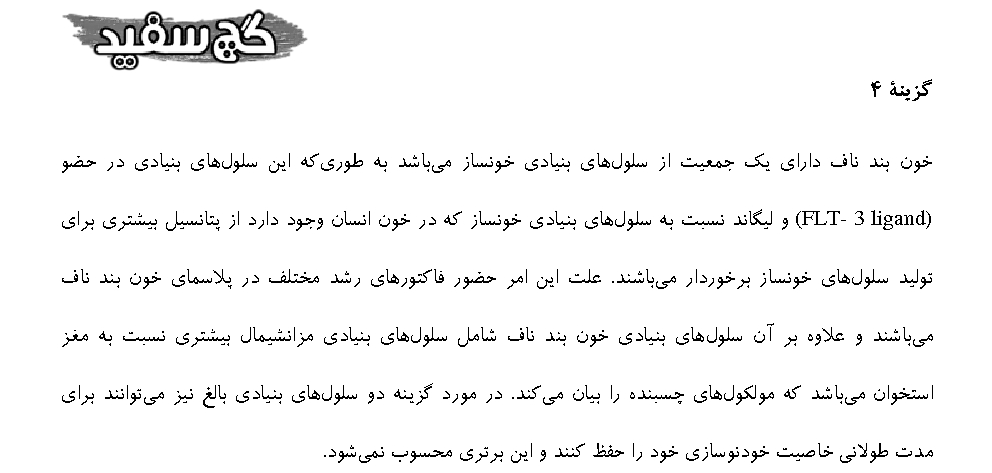 گچ سفید
گزینهٔ ۴
خون بند ناف دارای یک جمعیت از سلول‌های بنیادی خونساز می‌باشد به طوری‌که این سلول‌های بنیادی در حضو
(FLT- 3 ligand) و لیگاند نسبت به سلول‌های بنیادی خونساز که در خون انسان وجود دارد از پتانسیل بیشتری برای
تولید سلول‌های خونساز برخوردار می‌باشند. علت این امر حضور فاکتورهای رشد مختلف در پلاسمای خون بند ناف
می‌باشند و علاوه بر آن سلول‌های بنیادی خون بند ناف شامل سلول‌های بنیادی مزانشیمال بیشتری نسبت به مغز
استخوان می‌باشد که مولکول‌های چسبنده را بیان می‌کند. در مورد گزینه دو سلول‌های بنیادی بالغ نیز می‌توانند برای
مدت طولانی خاصیت خودنوسازی خود را حفظ کنند و این برتری محسوب نمی‌شود.